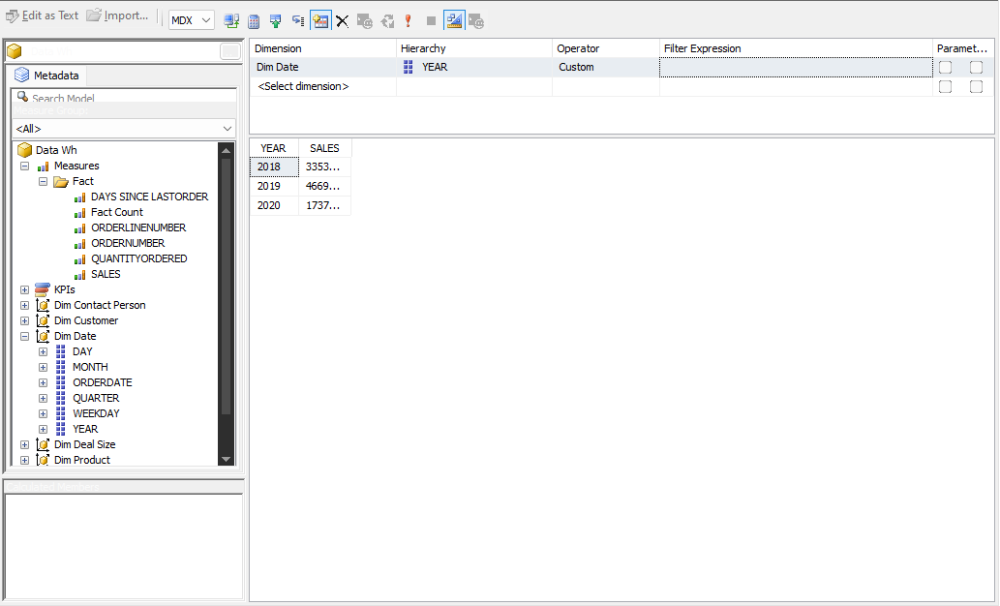 Edit as Text Import... MDX
Metadata
Search Model
Measure Group:
<All>
Data Wh
Measures
Fact
DAYS SINCE LASTORDER
Fact Count
ORDERLINENUMBER
ORDERNUMBER
QUANTITYORDERED
SALES
KPIs
Dim Contact Person
Dim Customer
Dim Date
DAY
MONTH
ORDERDATE
QUARTER
WEEKDAY
YEAR
Dim Deal Size
Dim Product
Dimension Hierarchy Operator Filter Expression Paramet...
Dim Date YEAR Custom
<Select dimension>
YEAR SALES
2018 3353...
2019 4669...
2020 1737...